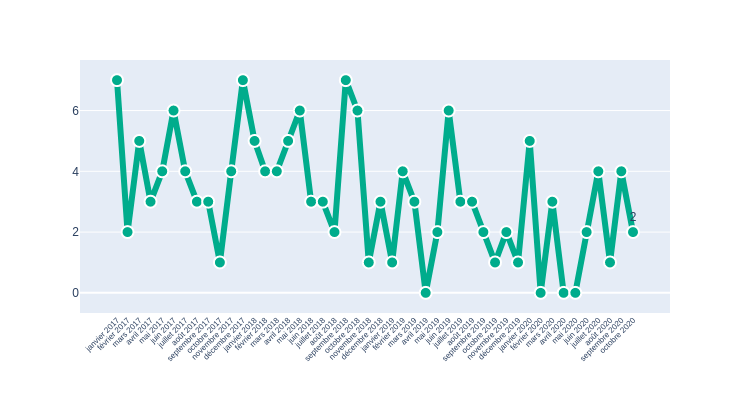 6
4
2
0
2
janvier 2017
février 2017
mars 2017
avril 2017
mai 2017
juin 2017
juillet 2017
août 2017
septembre 2017
octobre 2017
novembre 2017
décembre 2017
janvier 2018
février 2018
mars 2018
avril 2018
mai 2018
juin 2018
juillet 2018
août 2018
septembre 2018
octobre 2018
novembre 2018
décembre 2018
janvier 2019
février 2019
mars 2019
avril 2019
mai 2019
juin 2019
juillet 2019
août 2019
septembre 2019
octobre 2019
novembre 2019
décembre 2019
janvier 2020
février 2020
mars 2020
avril 2020
mai 2020
juin 2020
juillet 2020
août 2020
septembre 2020
octobre 2020